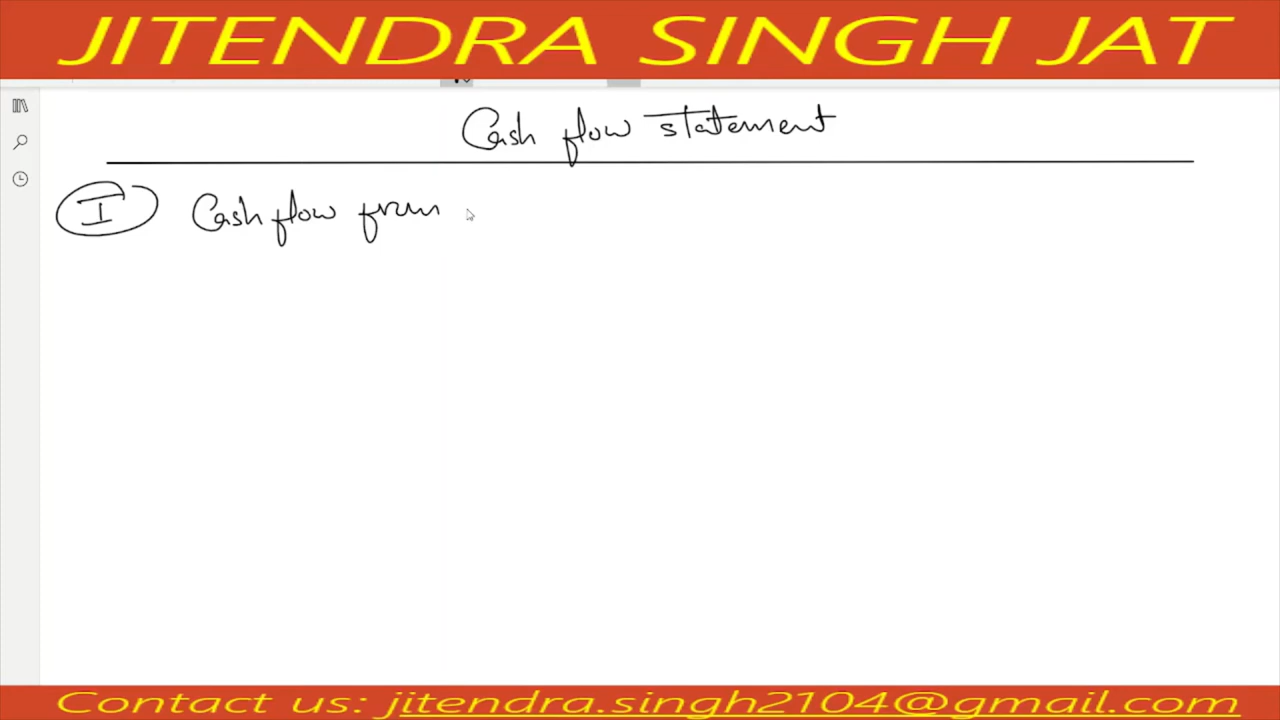 JITENDRA SINGH JAT
Cash flow statement
I Cash flow from
Contact us: jitendra.singh2104@gmail.com